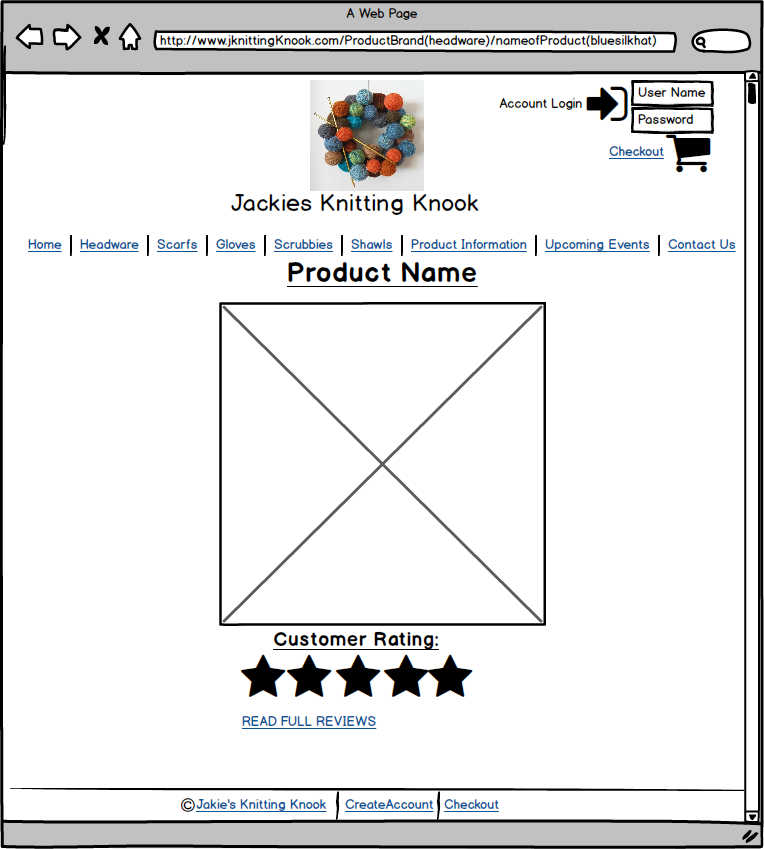 A Web Page
http://www.jknittingKnook.com/ProductBrand(headware)/nameofProduct(bluesilkhat)
Account Login
User Name
Password
Checkout
Jackies Knitting Knook
Home Headware Scarfs Gloves Scrubbies Shawls Product Information Upcoming Events Contact Us
Product Name
Customer Rating:
READ FULL REVIEWS
©Jakie's Knitting Knook CreateAccount Checkout